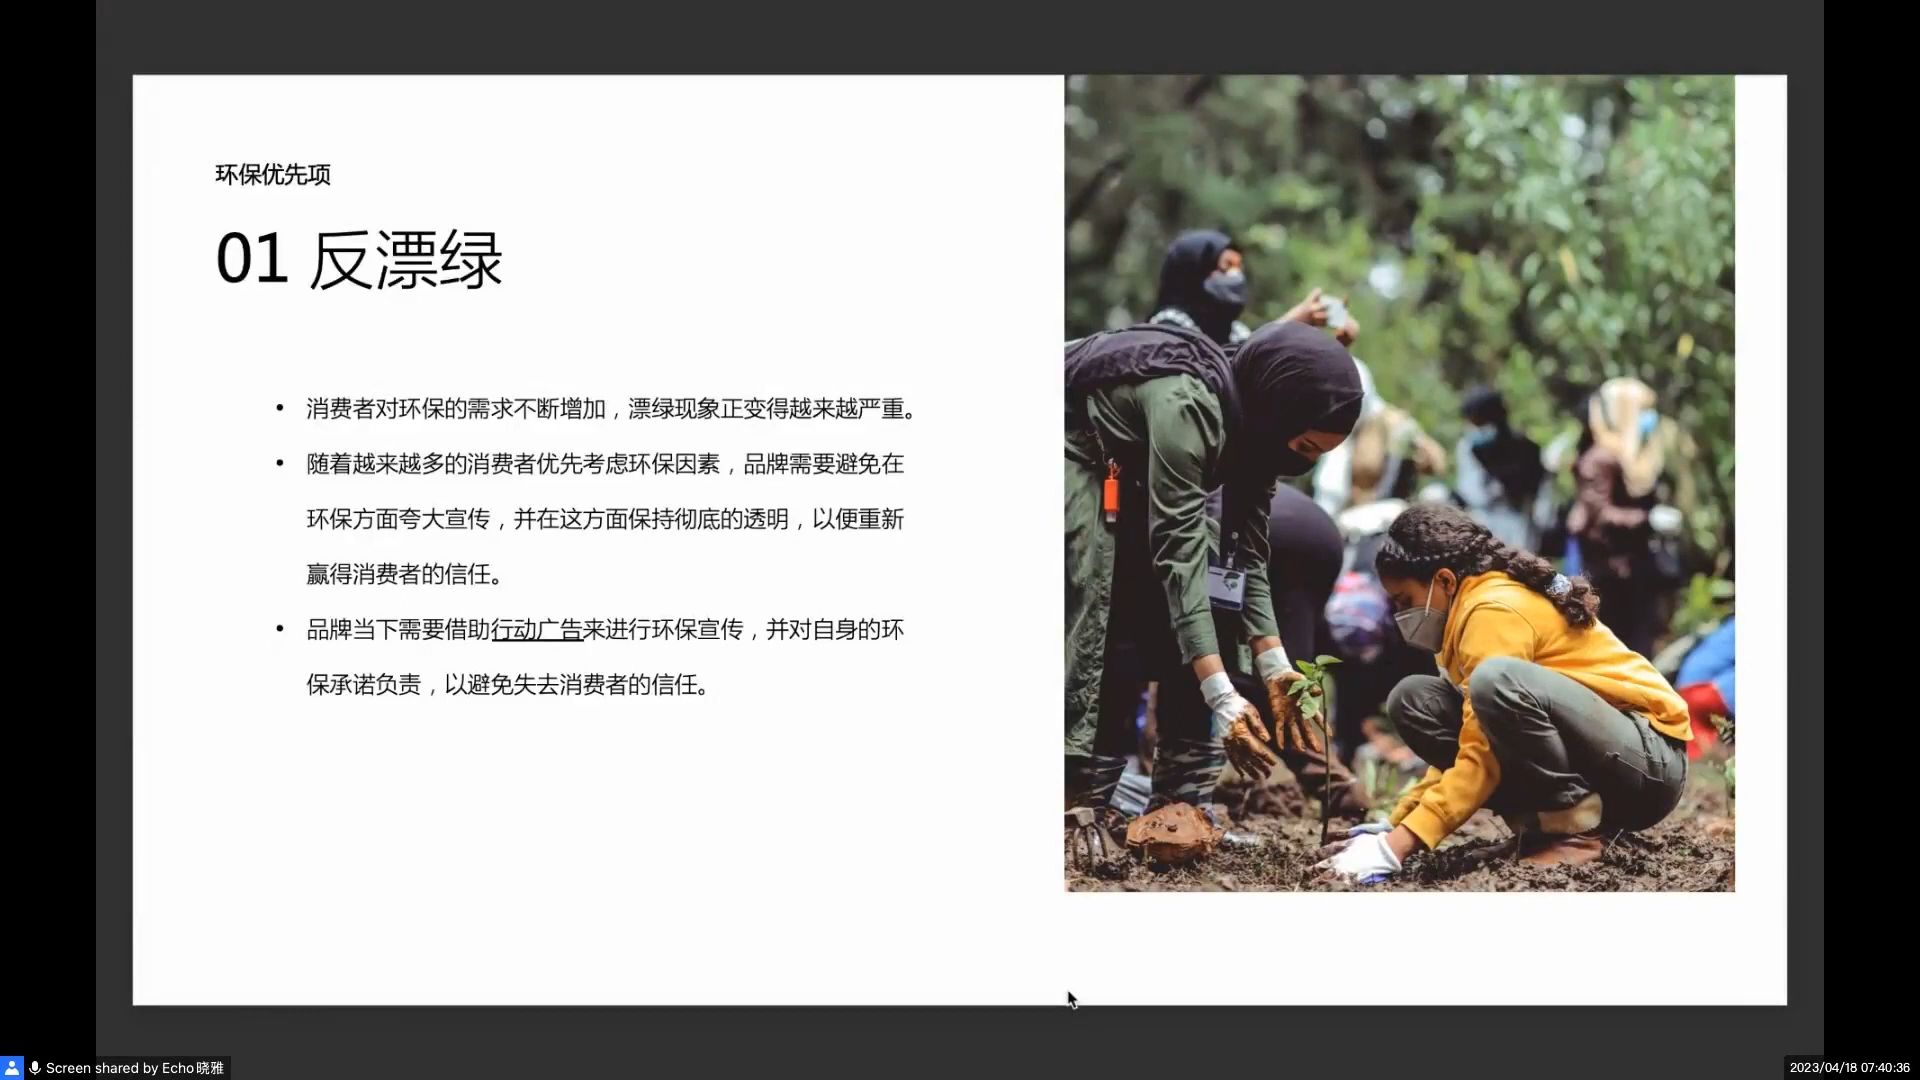 环保优先项
01 反漂绿
• 消费者对环保的需求不断增加，漂绿现象正变得越来越严重。
• 随着越来越多的消费者优先考虑环保因素，品牌需要避免在
环保方面夸大宣传，并在这方面保持彻底的透明，以便重新
赢得消费者的信任。
• 品牌当下需要借助行动广告来进行环保宣传，并对自身的环
保承诺负责，以避免失去消费者的信任。
Screen shared by Echo晓雅
2023/04/18 07:40:36